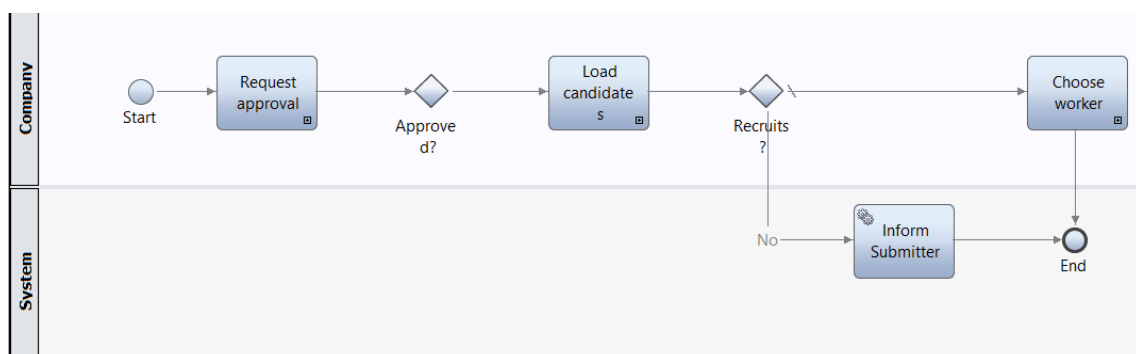 Company
Start
Request
approval
Approve
d?
Load
candidate
s
Recruits
?
Choose
worker
System
No
Inform
Submitter
End